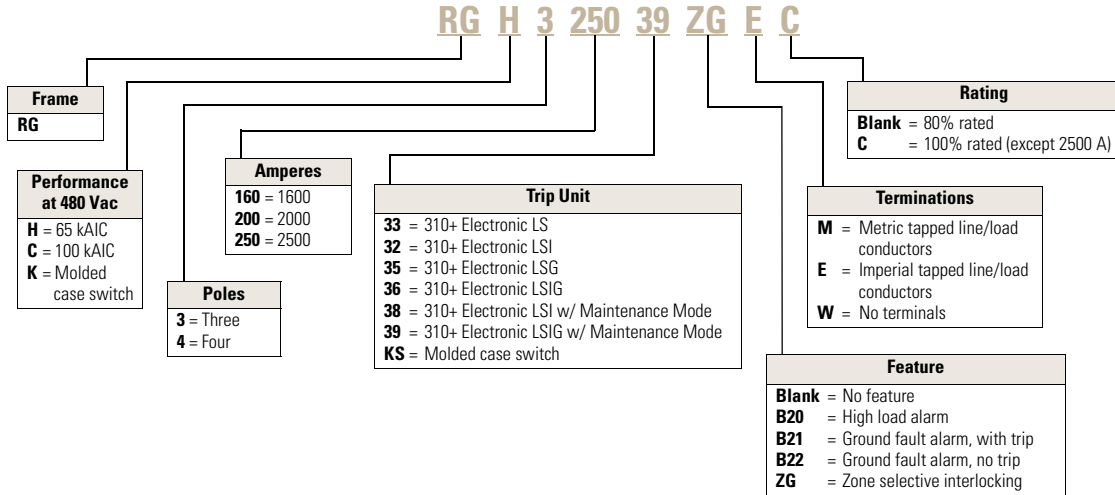 RG H 3 250 39 ZG E C
Frame
RG
Performance
at 480 Vac
H = 65 kAIC
C = 100 kAIC
K = Molded
case switch
Poles
3 = Three
4 = Four
Amperes
160 = 1600
200 = 2000
250 = 2500
Trip Unit
33 = 310+ Electronic LS
32 = 310+ Electronic LSI
35 = 310+ Electronic LSG
36 = 310+ Electronic LSIG
38 = 310+ Electronic LSI w/ Maintenance Mode
39 = 310+ Electronic LSIG w/ Maintenance Mode
KS = Molded case switch
Rating
Blank = 80% rated
C = 100% rated (except 2500 A)
Terminations
M = Metric tapped line/load
conductors
E = Imperial tapped line/load
conductors
W = No terminals
Feature
Blank = No feature
B20 = High load alarm
B21 = Ground fault alarm, with trip
B22 = Ground fault alarm, no trip
ZG = Zone selective interlocking